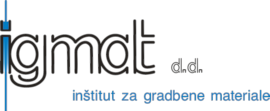 igmat d.d.
inštitut za gradbene materiale